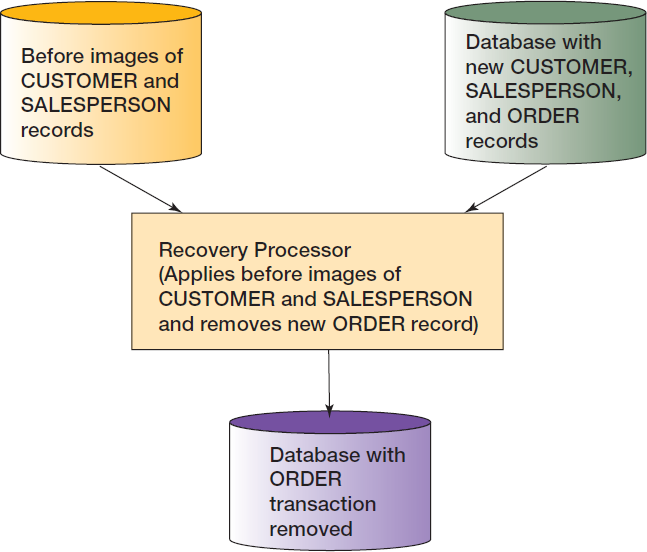 Before images of
CUSTOMER and
SALESPERSON
records
Database with
new CUSTOMER,
SALESPERSON,
and ORDER
records
Recovery Processor
(Applies before images of
CUSTOMER and SALESPERSON
and removes new ORDER record)
Database with
ORDER
transaction
removed